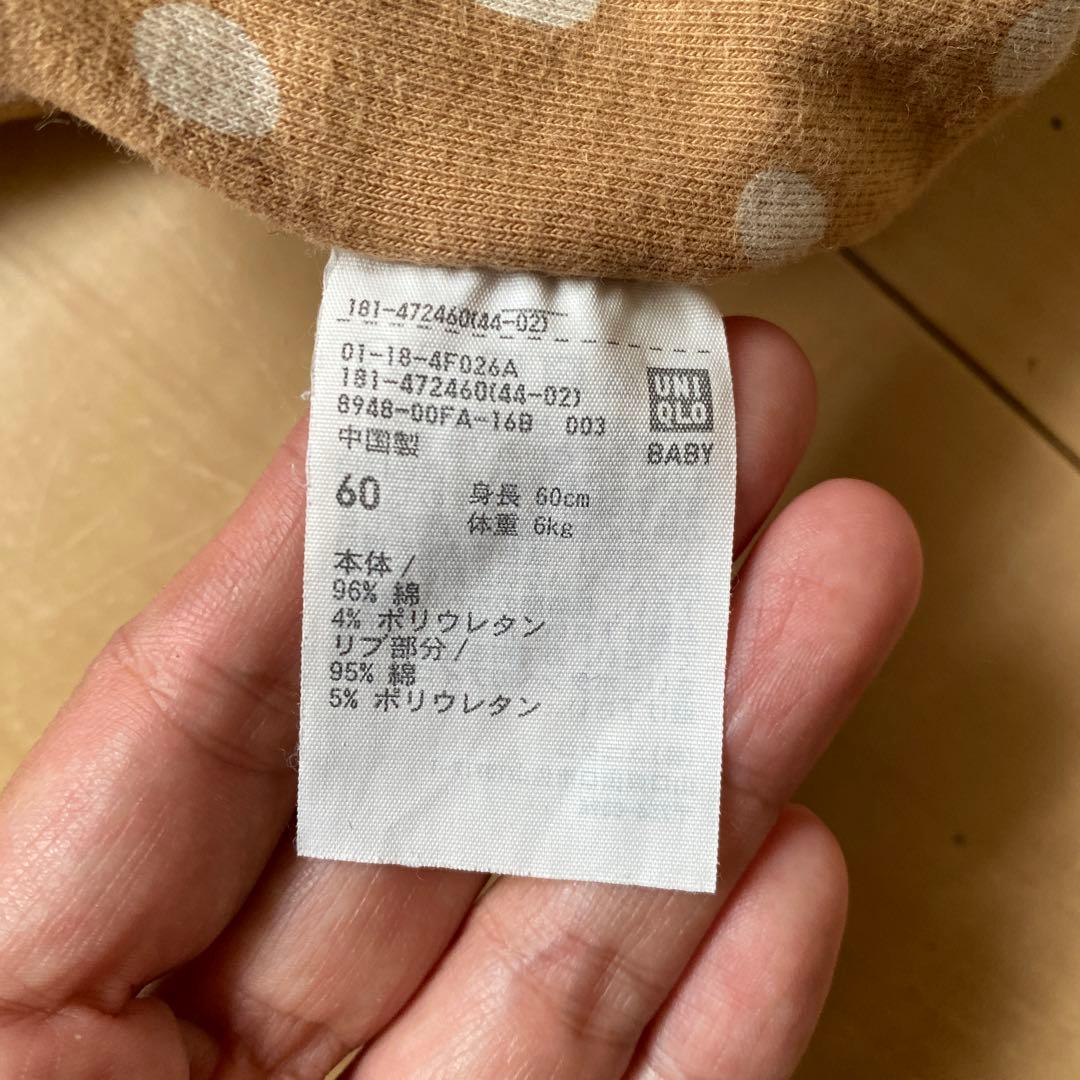 181-472460(44-02)
01-18-4F026A
181-472460(44-02)
8948-00FA-16B 003
中国製
UNI
QLO
BABY
60
身長 60cm
体重 6kg
本体 /
96% 綿
4% ポリウレタン
リブ部分 /
95% 綿
5% ポリウレタン